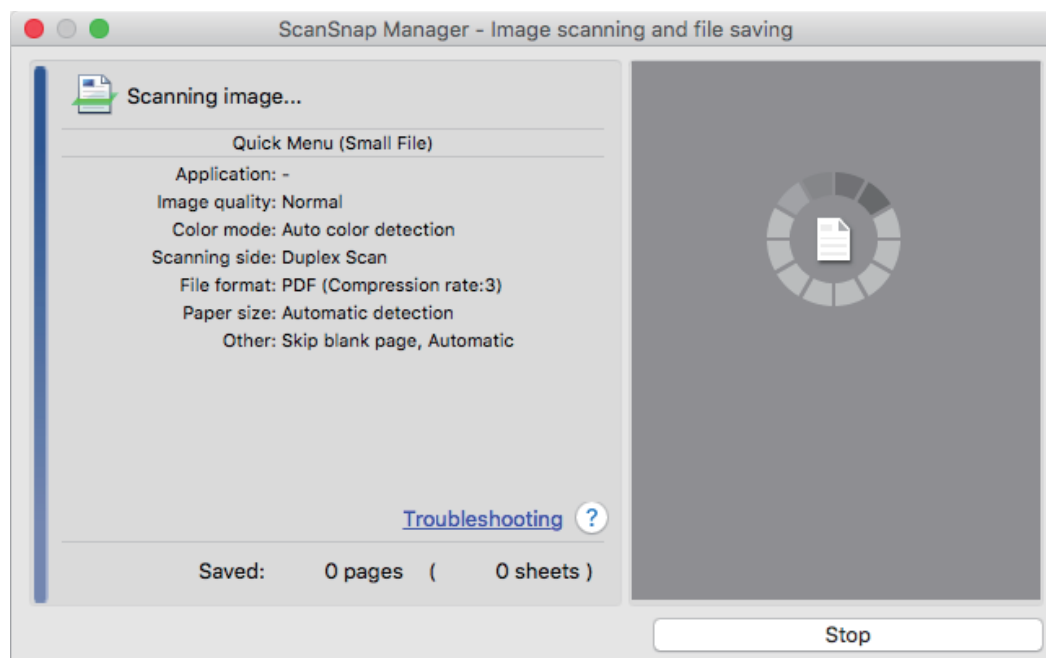 ScanSnap Manager - Image scanning and file saving
Scanning image...
Quick Menu (Small File)
Application: -
Image quality: Normal
Color mode: Auto color detection
Scanning side: Duplex Scan
File format: PDF (Compression rate:3)
Paper size: Automatic detection
Other: Skip blank page, Automatic
Troubleshooting ?
Saved: 0 pages ( 0 sheets )
Stop